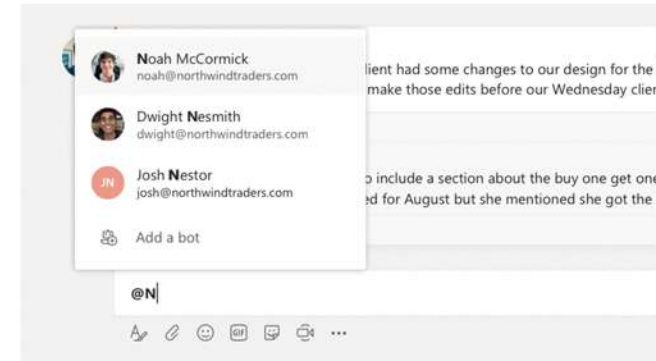 Noah McCormick
noah@northwindtraders.com
lient had some changes to our design for the
make those edits before our Wednesday clien
Dwight Nesmith
dwight@northwindtraders.com
JN
Josh Nestor
josh@northwindtraders.com
o include a section about the buy one get one
ed for August but she mentioned she got the
Add a bot
@N
GIF